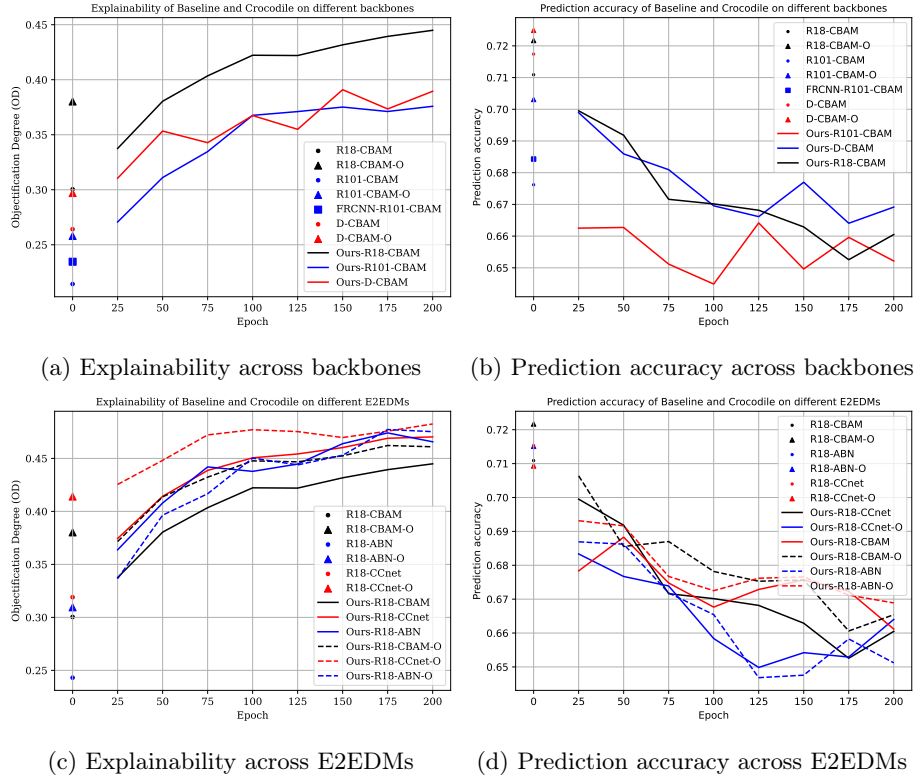 Explainability of Baseline and Crocodile on different backbones
0.45
0.40
0.35
0.30
0.25
Objectification Degree (OD)
R18-CBAM
R18-CBAM-O
R101-CBAM
R101-CBAM-O
FRCNN-R101-CBAM
D-CBAM
D-CBAM-O
Ours-R18-CBAM
Ours-R101-CBAM
Ours-D-CBAM
0 25 50 75 100 125 150 175 200
Epoch
(a) Explainability across backbones
Prediction accuracy of Baseline and Crocodile on different backbones
0.72
0.71
0.70
0.69
0.68
0.67
0.66
0.65
Prediction accuracy
R18-CBAM
R18-CBAM-O
R101-CBAM
R101-CBAM-O
FRCNN-R101-CBAM
D-CBAM
D-CBAM-O
Ours-R101-CBAM
Ours-D-CBAM
Ours-R18-CBAM
0 25 50 75 100 125 150 175 200
Epoch
(b) Prediction accuracy across backbones
Explainability of Baseline and Crocodile on different E2EDMs
0.45
0.40
0.35
0.30
0.25
Objectification Degree (OD)
R18-CBAM
R18-CBAM-O
R18-ABN
R18-ABN-O
R18-CCnet
R18-CCnet-O
Ours-R18-CBAM
Ours-R18-CCnet
Ours-R18-ABN
Ours-R18-CBAM-O
Ours-R18-CCnet-O
Ours-R18-ABN-O
0 25 50 75 100 125 150 175 200
Epoch
(c) Explainability across E2EDMs
Prediction accuracy of Baseline and Crocodile on different E2EDMs
0.72
0.71
0.70
0.69
0.68
0.67
0.66
0.65
Prediction accuracy
R18-CBAM
R18-CBAM-O
R18-ABN
R18-ABN-O
R18-CCnet
R18-CCnet-O
Ours-R18-CCnet
Ours-R18-CCnet-O
Ours-R18-CBAM
Ours-R18-CBAM-O
Ours-R18-ABN
Ours-R18-ABN-O
0 25 50 75 100 125 150 175 200
Epoch
(d) Prediction accuracy across E2EDMs